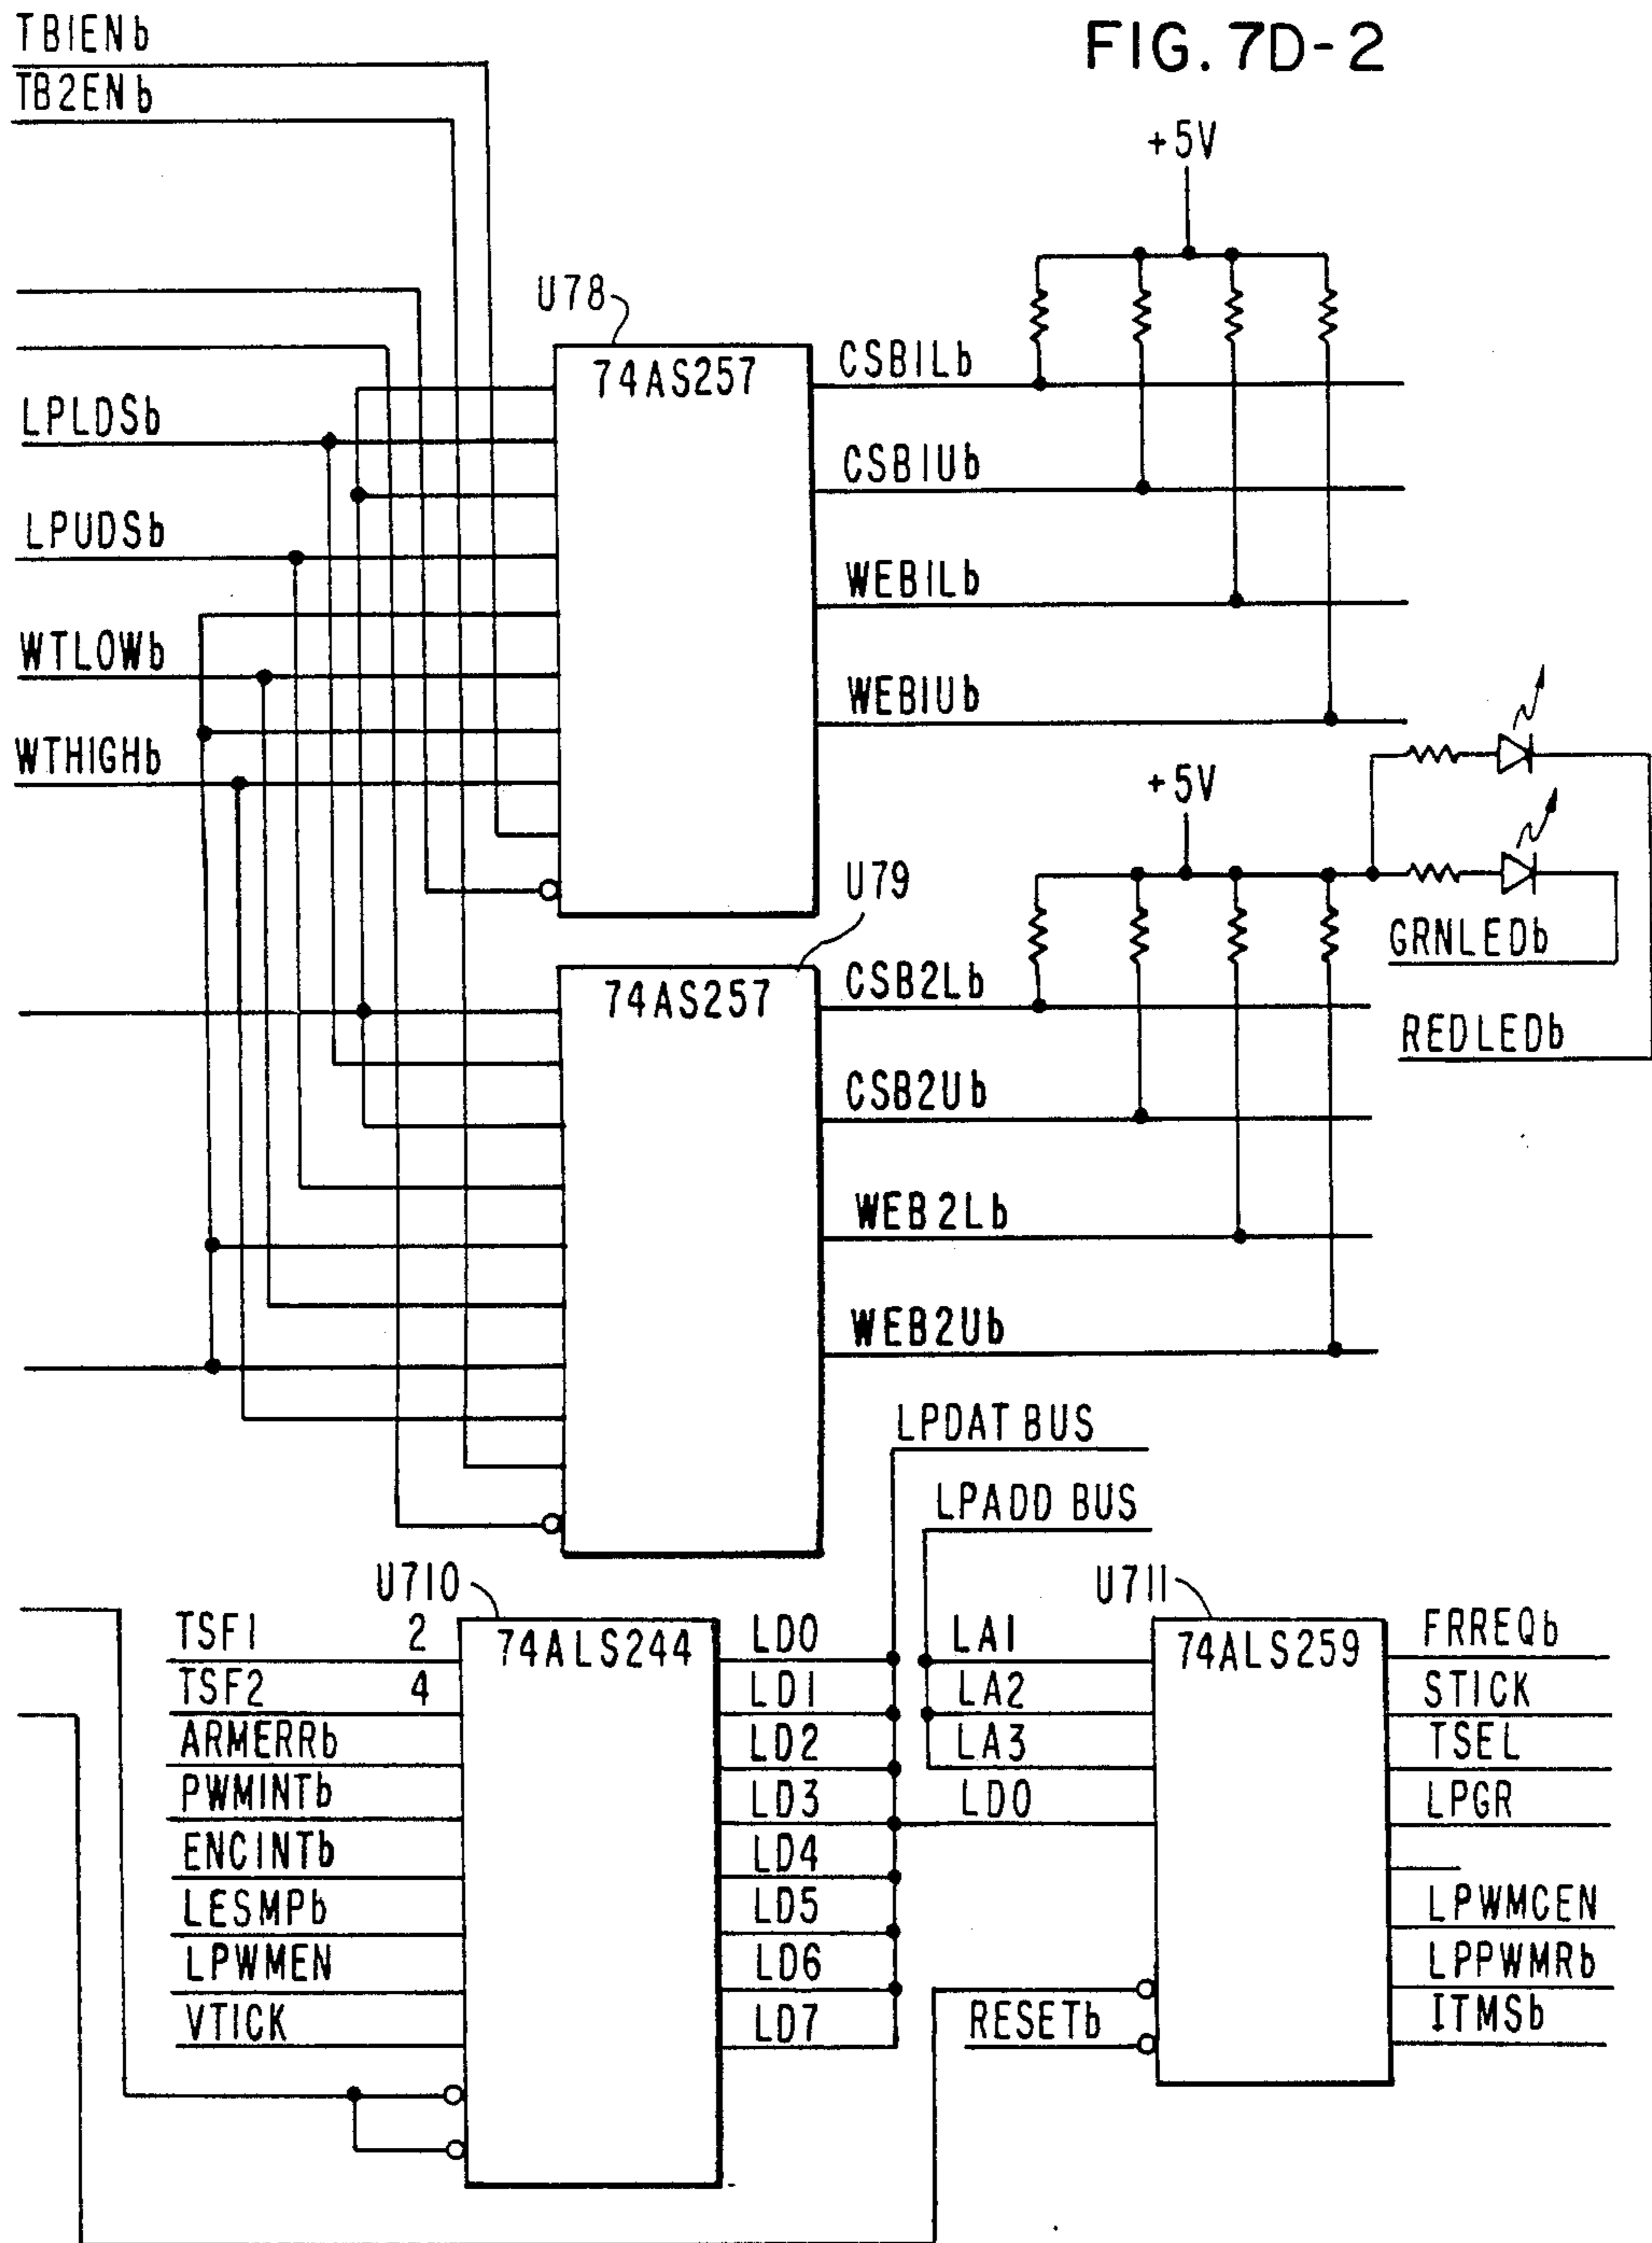 FIG. 7D-2
TB1ENb
TB2ENb
+5V
U78
74AS257
LPLDSb
LPUDSb
WTLOWb
WTHIGHb
CSB1Lb
CSB1Ub
WEB1Lb
WEB1Ub
+5V
U79
74AS257
GRNLEDb
REDLEDb
CSB2Lb
CSB2Ub
WEB2Lb
WEB2Ub
LPDAT BUS
LPADD BUS
U710
74ALS244
TSF1 2
TSF2 4
ARMERRb
PWMINTb
ENCINTb
LESMPb
LPWMEN
VTICK
LD0
LD1
LD2
LD3
LD4
LD5
LD6
LD7
U711
74ALS259
LA1
LA2
LA3
LD0
RESETb
FRREQb
STICK
TSEL
LPGR
LPWMCEN
LPPWMRb
ITMSb